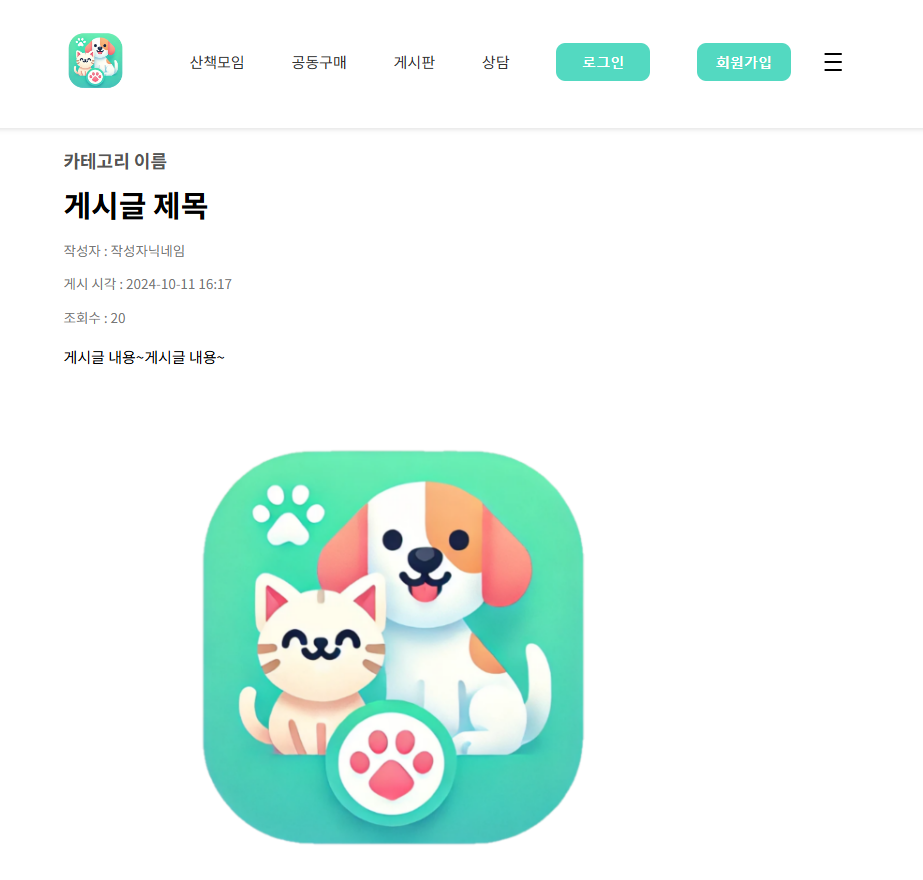 산책모임 공동구매 게시판 상담 로그인 회원가입
카테고리 이름
게시글 제목
작성자 : 작성자닉네임
게시 시각 : 2024-10-11 16:17
조회수 : 20
게시글 내용~게시글 내용~